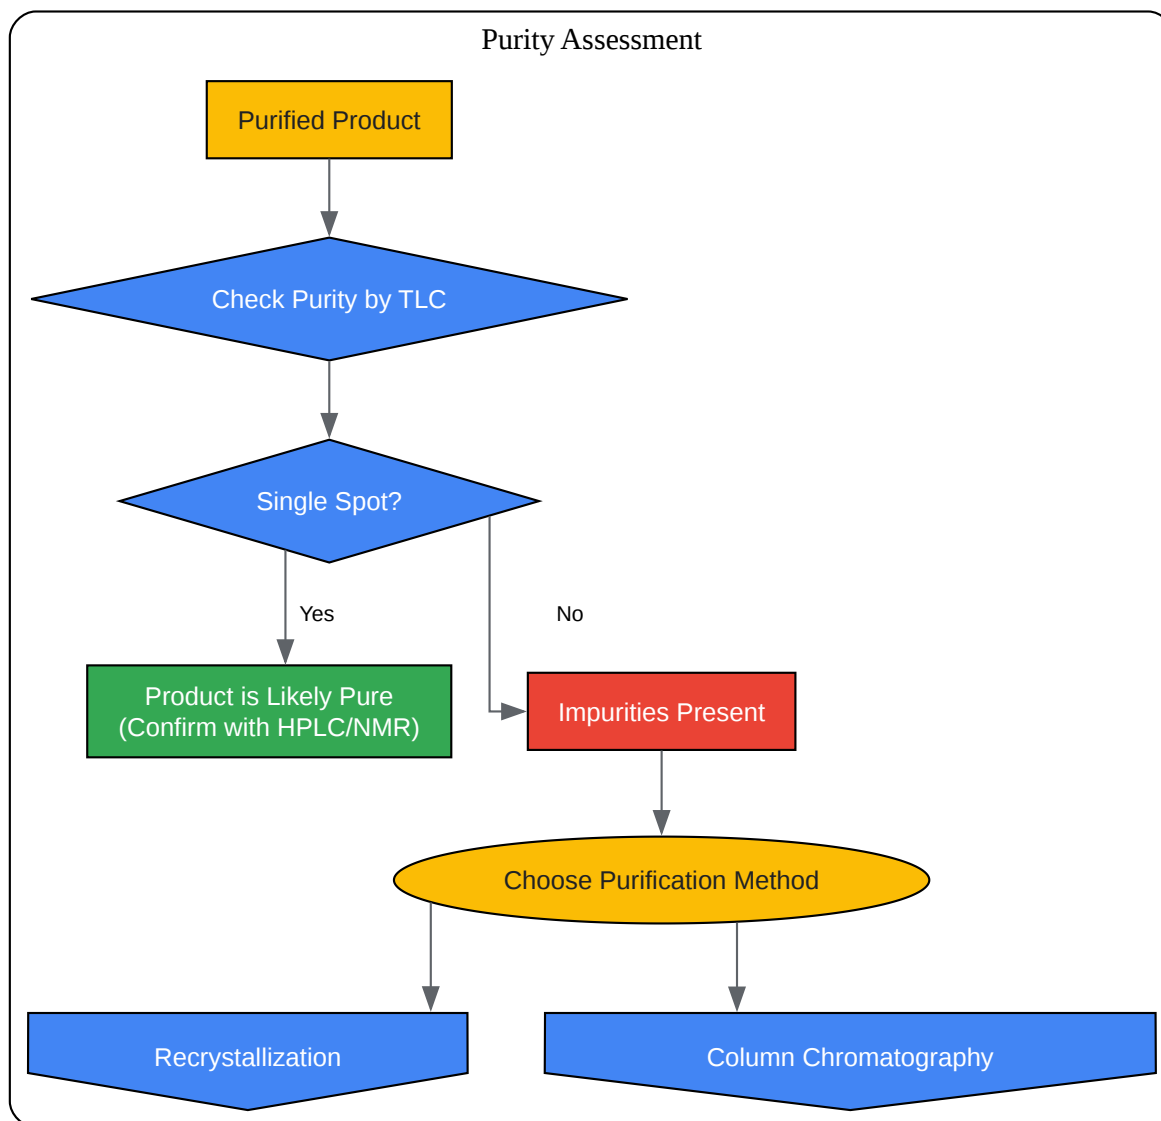 Purity Assessment
Purified Product
Check Purity by TLC
Single Spot?
Yes
No
Product is Likely Pure
(Confirm with HPLC/NMR)
Impurities Present
Choose Purification Method
Recrystallization
Column Chromatography